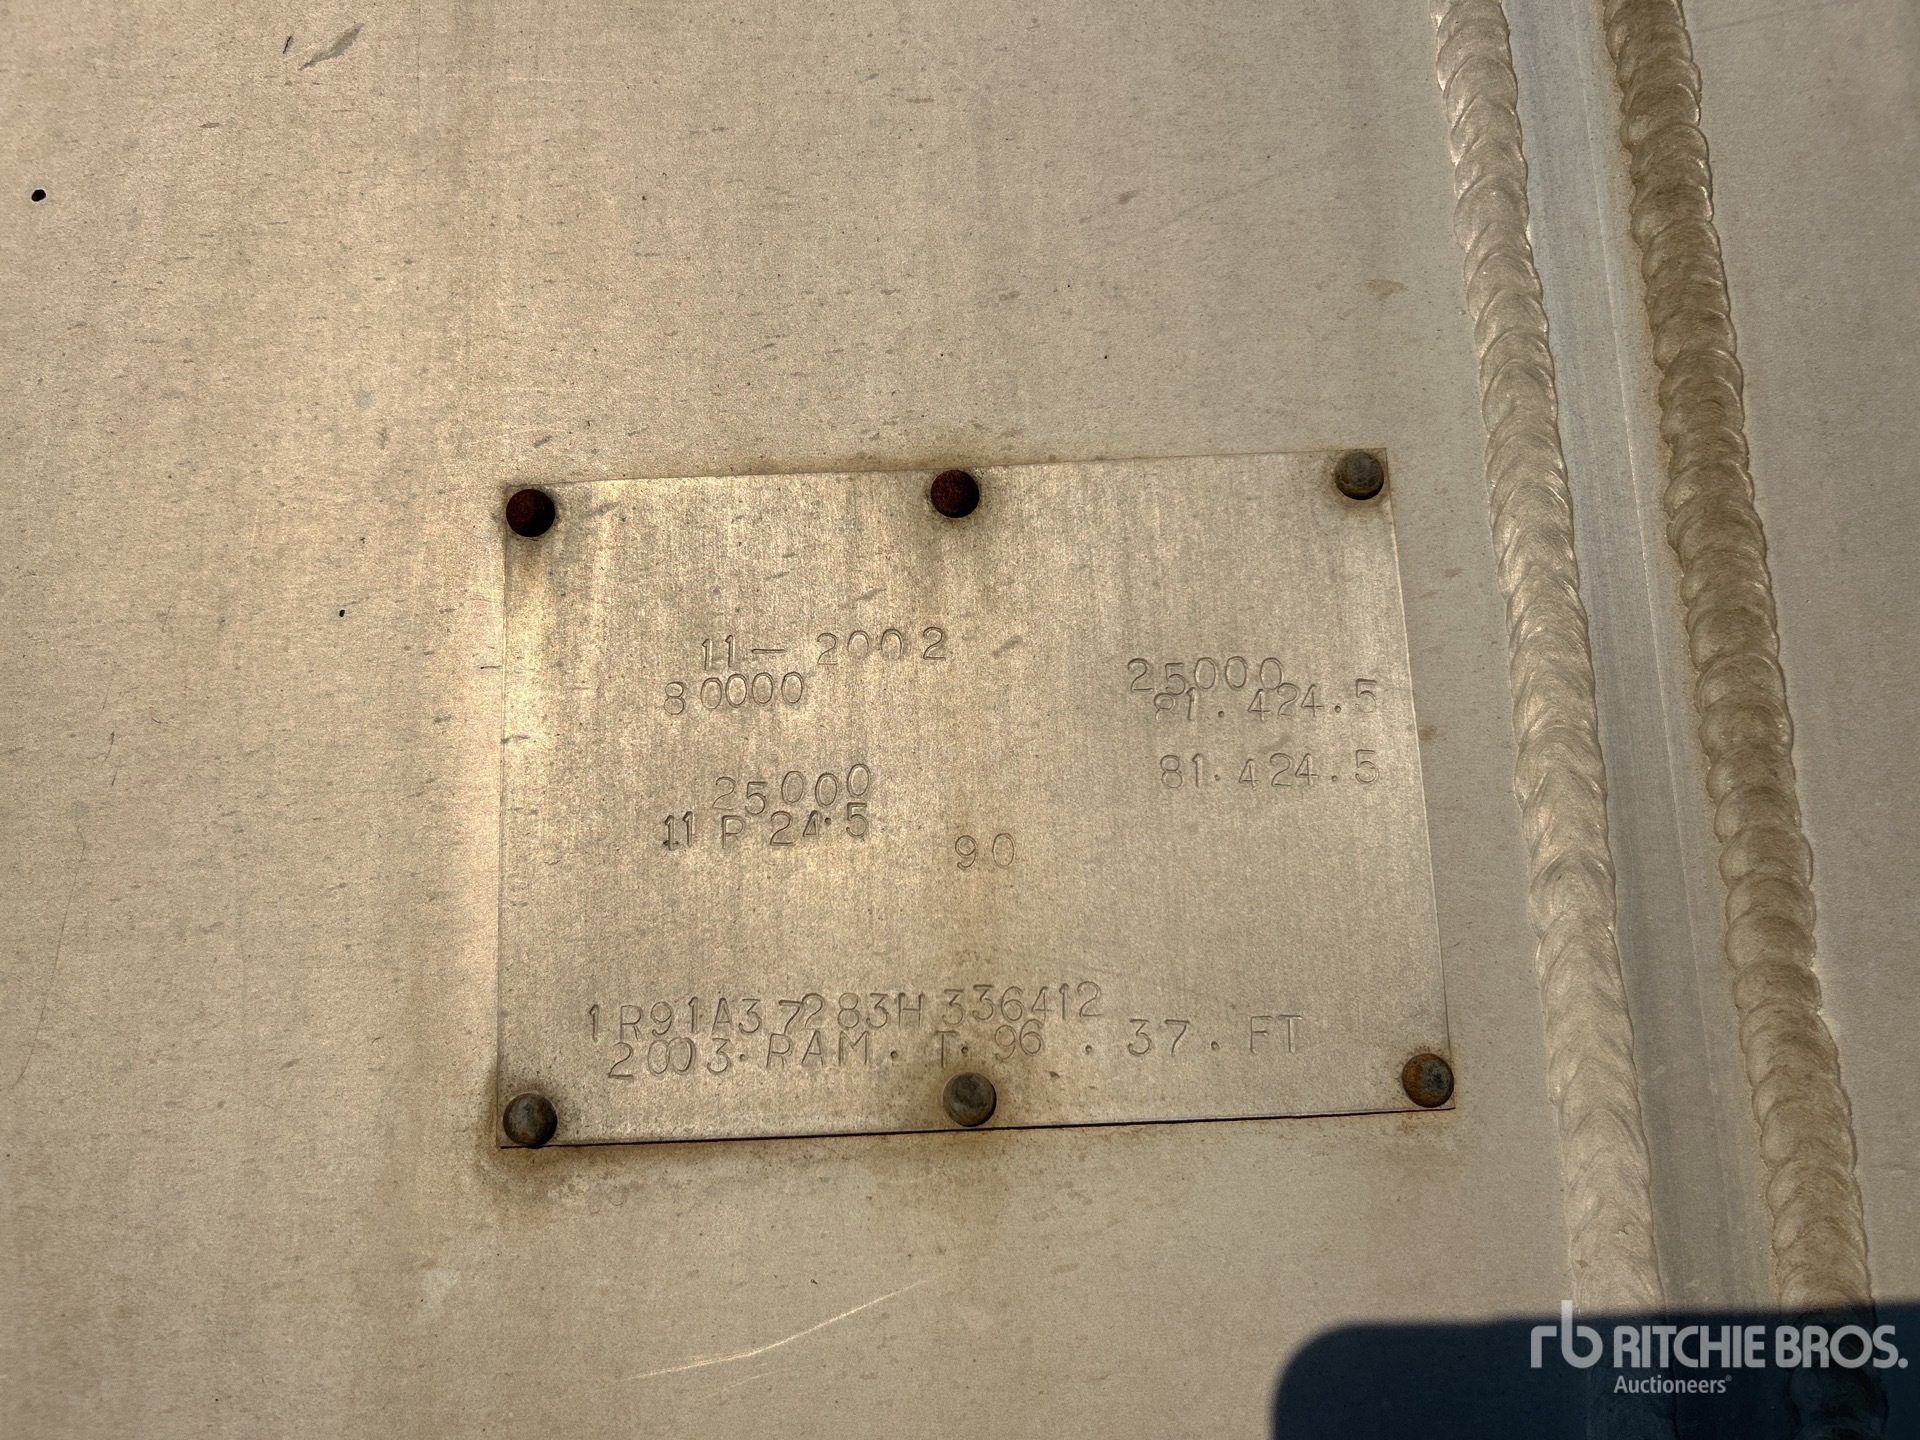 11-2002
80000
25000
81.424.5
25000
81.424.5
11 R 24.5
90
1R91A37283H336412
2003.RAM.T.96.37.FT
rb RITCHIE BROS.
Auctioneers®